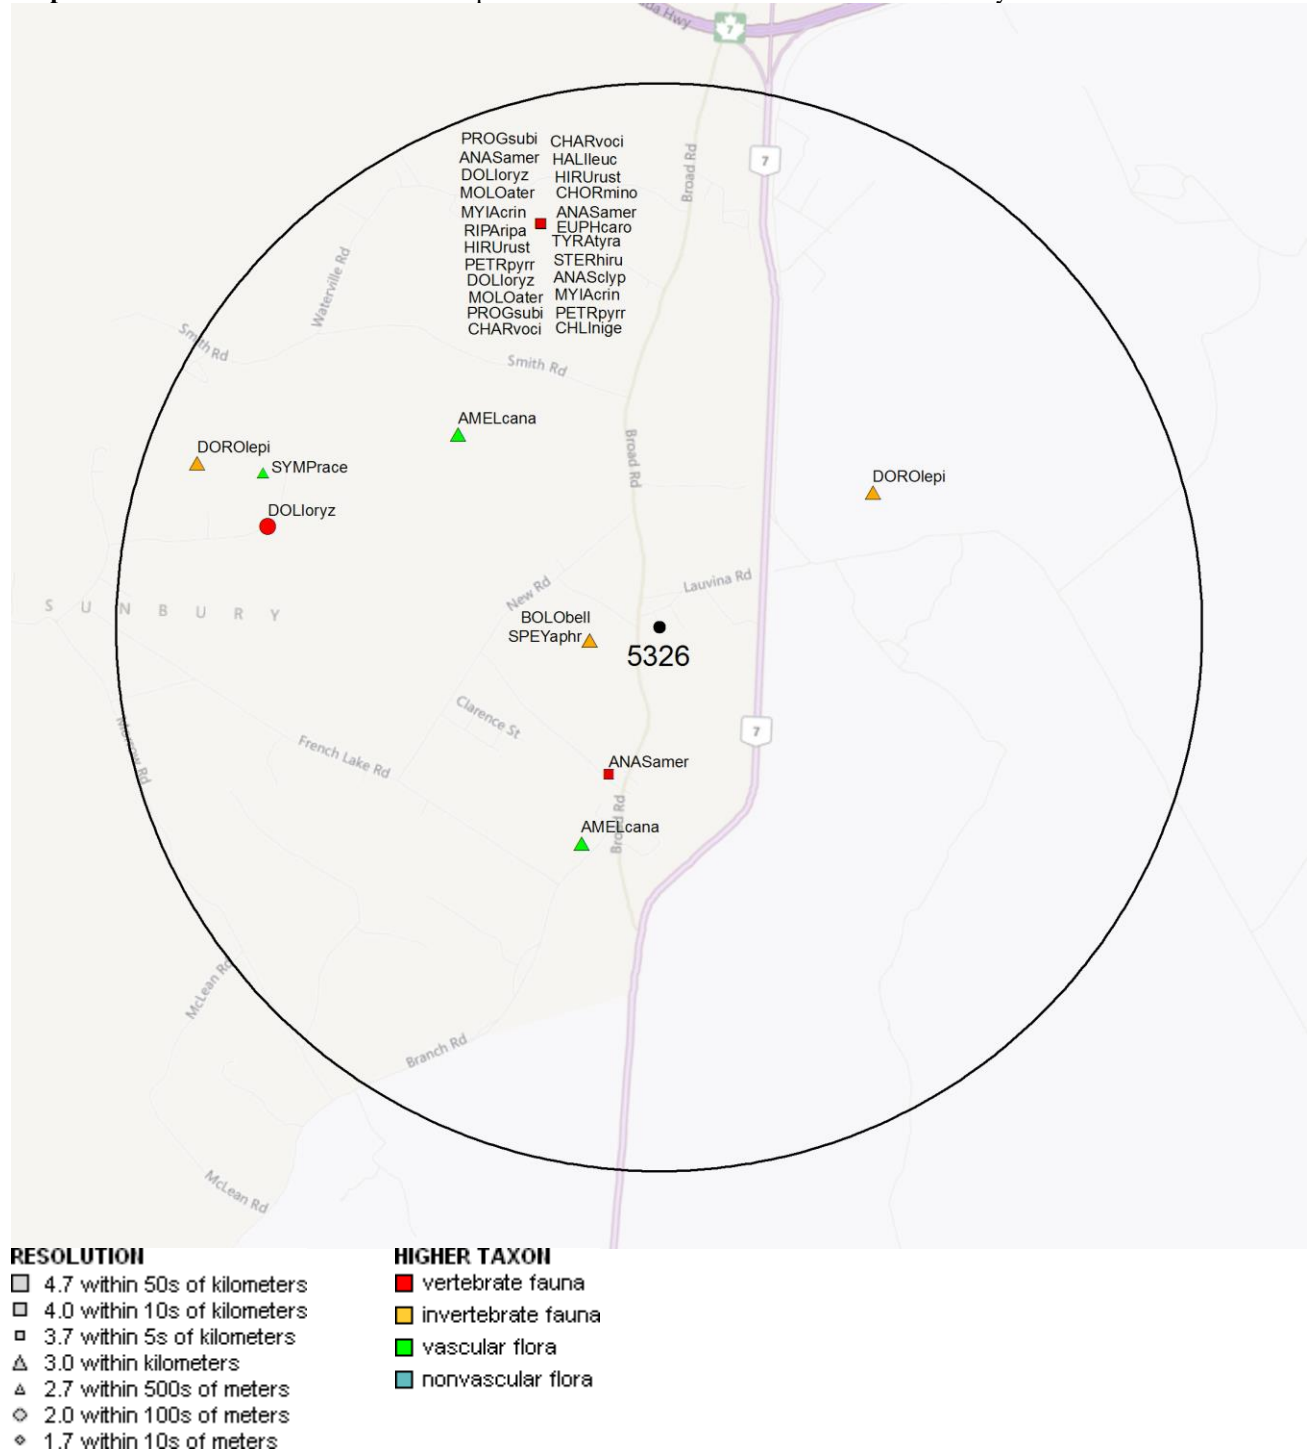 da Hwy
7
PROGsubi CHARvoci
ANASamer HALIleuc
DOLIoryz HIRUrust
MOLOater CHORmino
MYIAcrin ANASamer
RIPAripa EUPHcaro
HIRUrust TYRAtyra
PETRpyrr STERhiru
DOLIoryz ANASclyp
MOLOater MYIAcrin
PROGsubi PETRpyrr
CHARvoci CHLInige
Broad Rd
7
Waterville Rd
Smith Rd
Smith Rd
AMELcana
Broad Rd
DOROlepi
SYMPrace
DOROlepi
DOLIoryz
New Rd
Lauvina Rd
SUNBURY
BOLObell
SPEYaphr
5326
Clarence St
7
French Lake Rd
Morrow Rd
ANASamer
AMELcana
Broad Rd
McLean Rd
Branch Rd
McLean Rd
RESOLUTION
4.7 within 50s of kilometers
4.0 within 10s of kilometers
3.7 within 5s of kilometers
3.0 within kilometers
2.7 within 500s of meters
2.0 within 100s of meters
1.7 within 10s of meters
HIGHER TAXON
vertebrate fauna
invertebrate fauna
vascular flora
nonvascular flora